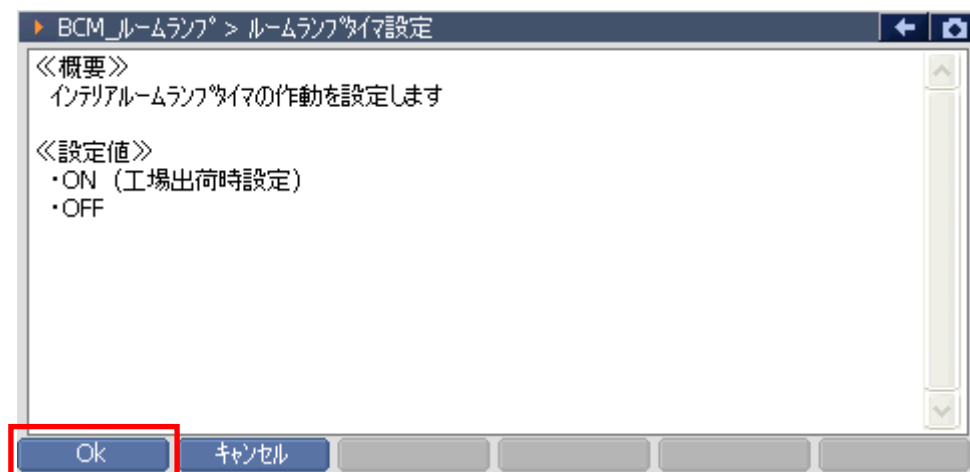 BCM_ルームランプ > ルームランプタイマ設定
≪概要≫
インテリアルームランプタイマの作動を設定します
≪設定値≫
・ON (工場出荷時設定)
・OFF
Ok
キャンセル